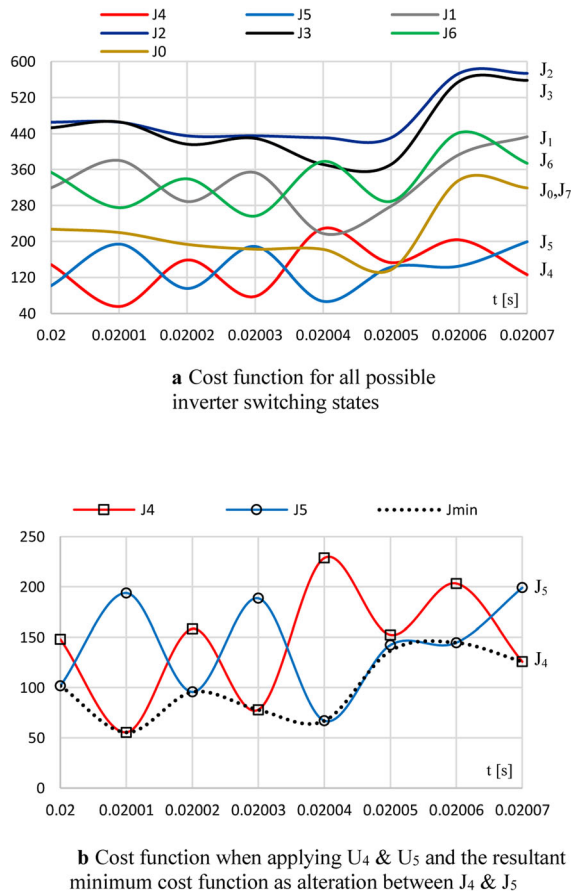 J4 J5 J1
J2 J3 J6
J0
600
520
440
360
280
200
120
40
J2
J3
J1
J6
J0,J7
J5
J4
t [s]
0.02 0.02001 0.02002 0.02003 0.02004 0.02005 0.02006 0.02007
a Cost function for all possible
inverter switching states
J4 J5 Jmin
250
200
150
100
50
0
J5
J4
t [s]
0.02 0.02001 0.02002 0.02003 0.02004 0.02005 0.02006 0.02007
b Cost function when applying U4 & U5 and the resultant
minimum cost function as alteration between J4 & J5